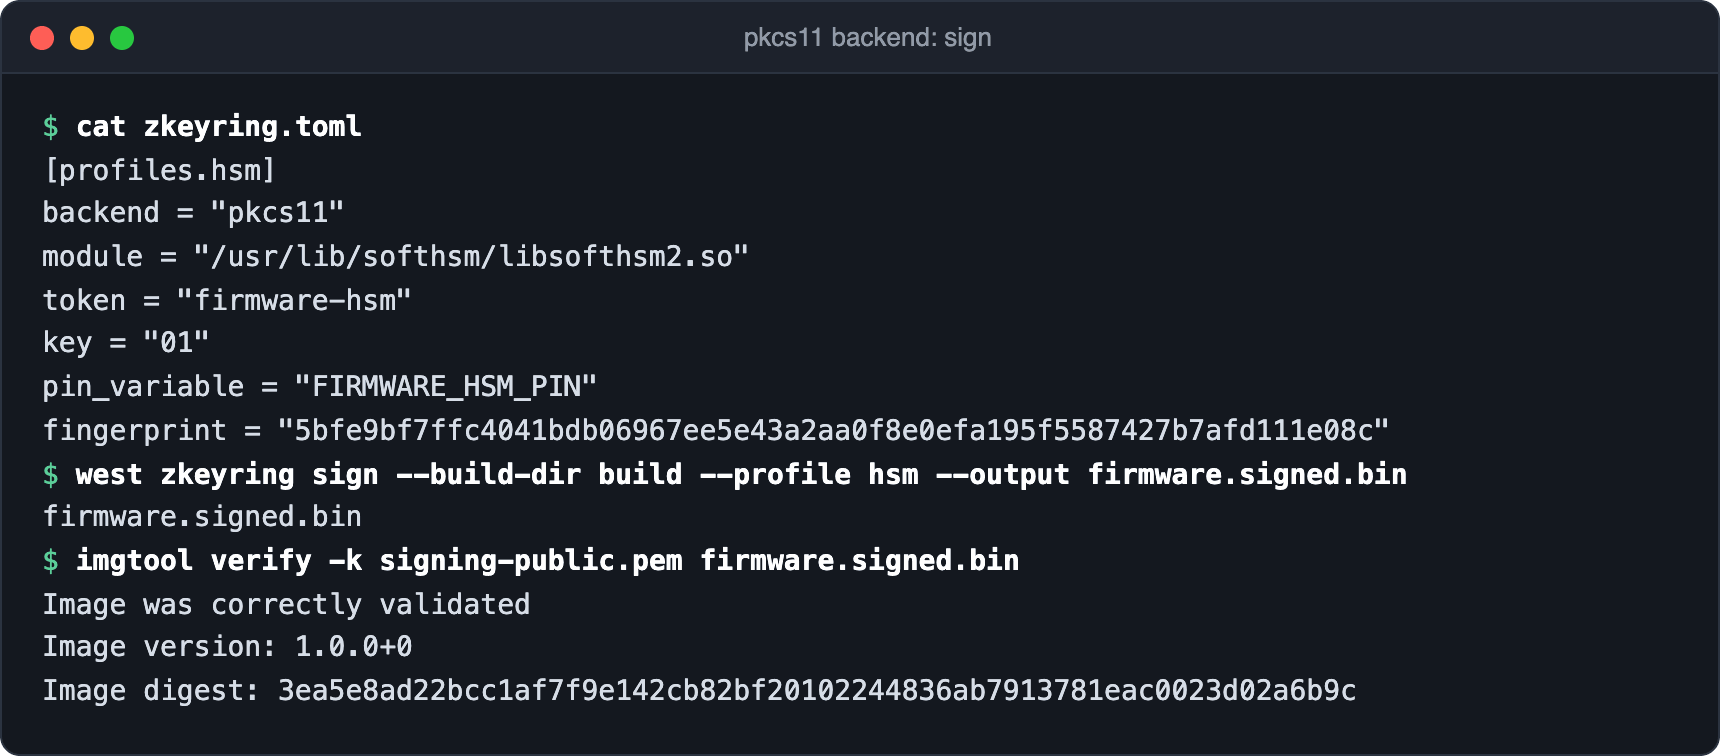 pkcs11 backend: sign
$ cat zkeyring.toml
[profiles.hsm]
backend = "pkcs11"
module = "/usr/lib/softhsm/libsofthsm2.so"
token = "firmware-hsm"
key = "01"
pin_variable = "FIRMWARE_HSM_PIN"
fingerprint = "5bfe9bf7ffc4041bdb06967ee5e43a2aa0f8e0efa195f5587427b7afd111e08c"
$ west zkeyring sign --build-dir build --profile hsm --output firmware.signed.bin
firmware.signed.bin
$ imgtool verify -k signing-public.pem firmware.signed.bin
Image was correctly validated
Image version: 1.0.0+0
Image digest: 3ea5e8ad22bcc1af7f9e142cb82bf20102244836ab7913781eac0023d02a6b9c